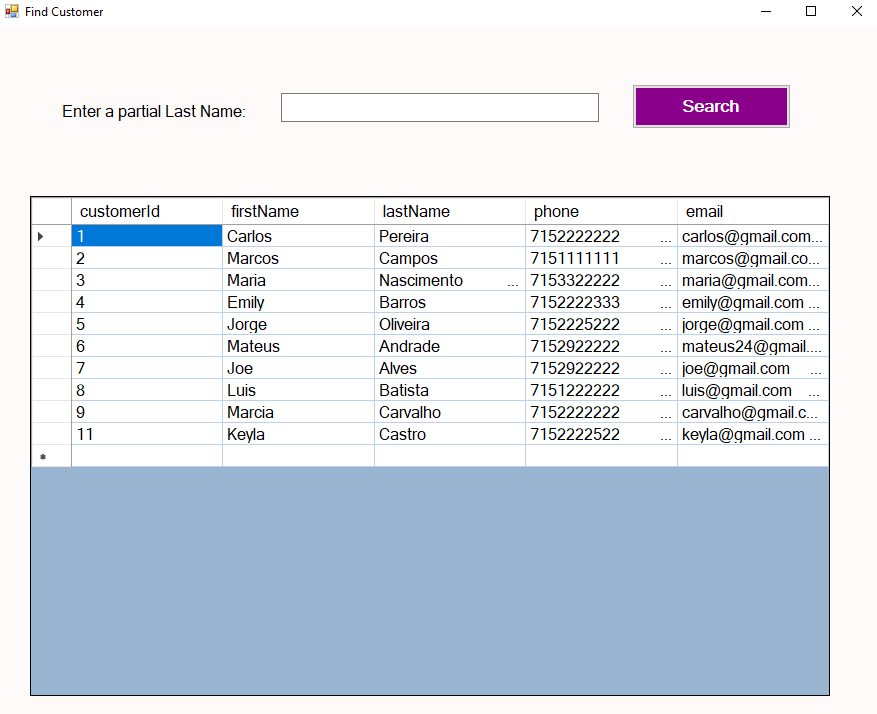 Find Customer
Enter a partial Last Name: Search
customerId firstName lastName phone email
1 Carlos Pereira 7152222222 ... carlos@gmail.com...
2 Marcos Campos 7151111111 ... marcos@gmail.co...
3 Maria Nascimento ... 7153322222 ... maria@gmail.com...
4 Emily Barros 7152222333 ... emily@gmail.com ...
5 Jorge Oliveira 7152225222 ... jorge@gmail.com ...
6 Mateus Andrade 7152922222 ... mateus24@gmail....
7 Joe Alves 7152922222 ... joe@gmail.com ...
8 Luis Batista 7151222222 ... luis@gmail.com ...
9 Marcia Carvalho 7152222222 ... carvalho@gmail.c...
11 Keyla Castro 7152222522 ... keyla@gmail.com ...